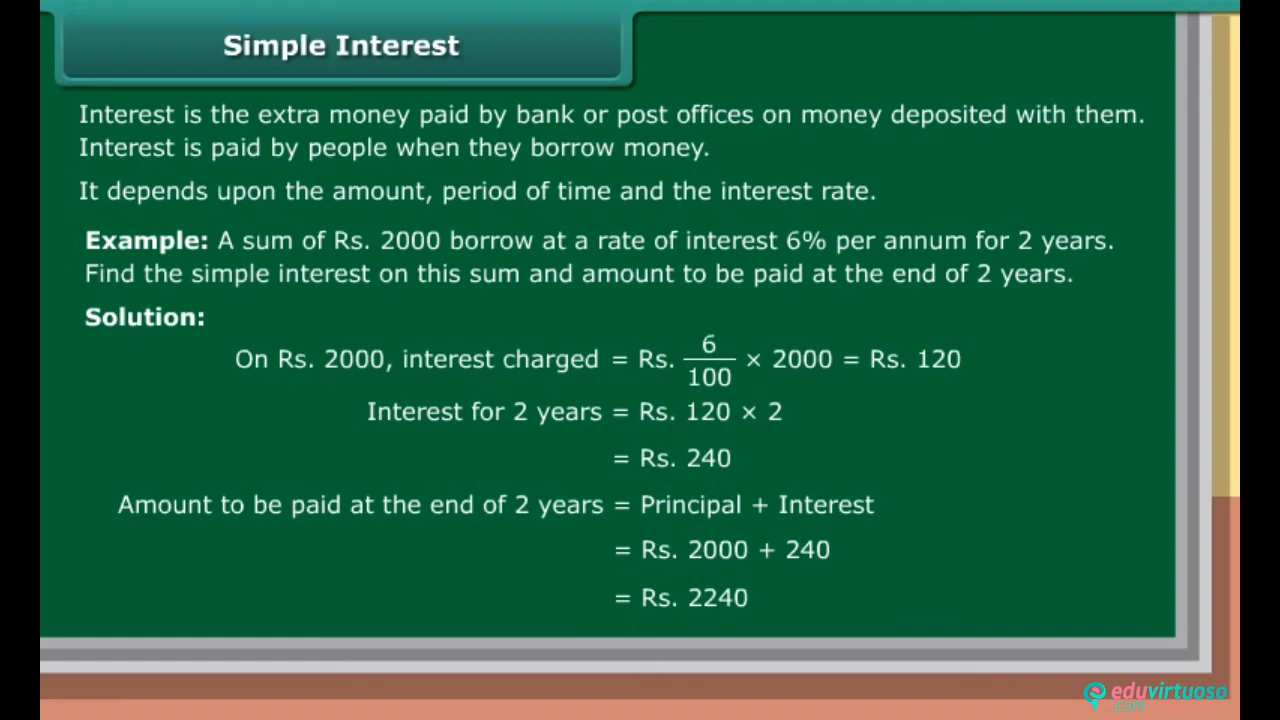 Simple Interest
Interest is the extra money paid by bank or post offices on money deposited with them.
Interest is paid by people when they borrow money.
It depends upon the amount, period of time and the interest rate.
Example: A sum of Rs. 2000 borrow at a rate of interest 6% per annum for 2 years.
Find the simple interest on this sum and amount to be paid at the end of 2 years.
Solution:
On Rs. 2000, interest charged = Rs. 6/100 × 2000 = Rs. 120
Interest for 2 years = Rs. 120 × 2
= Rs. 240
Amount to be paid at the end of 2 years = Principal + Interest
= Rs. 2000 + 240
= Rs. 2240
eduvirtuoso
.com